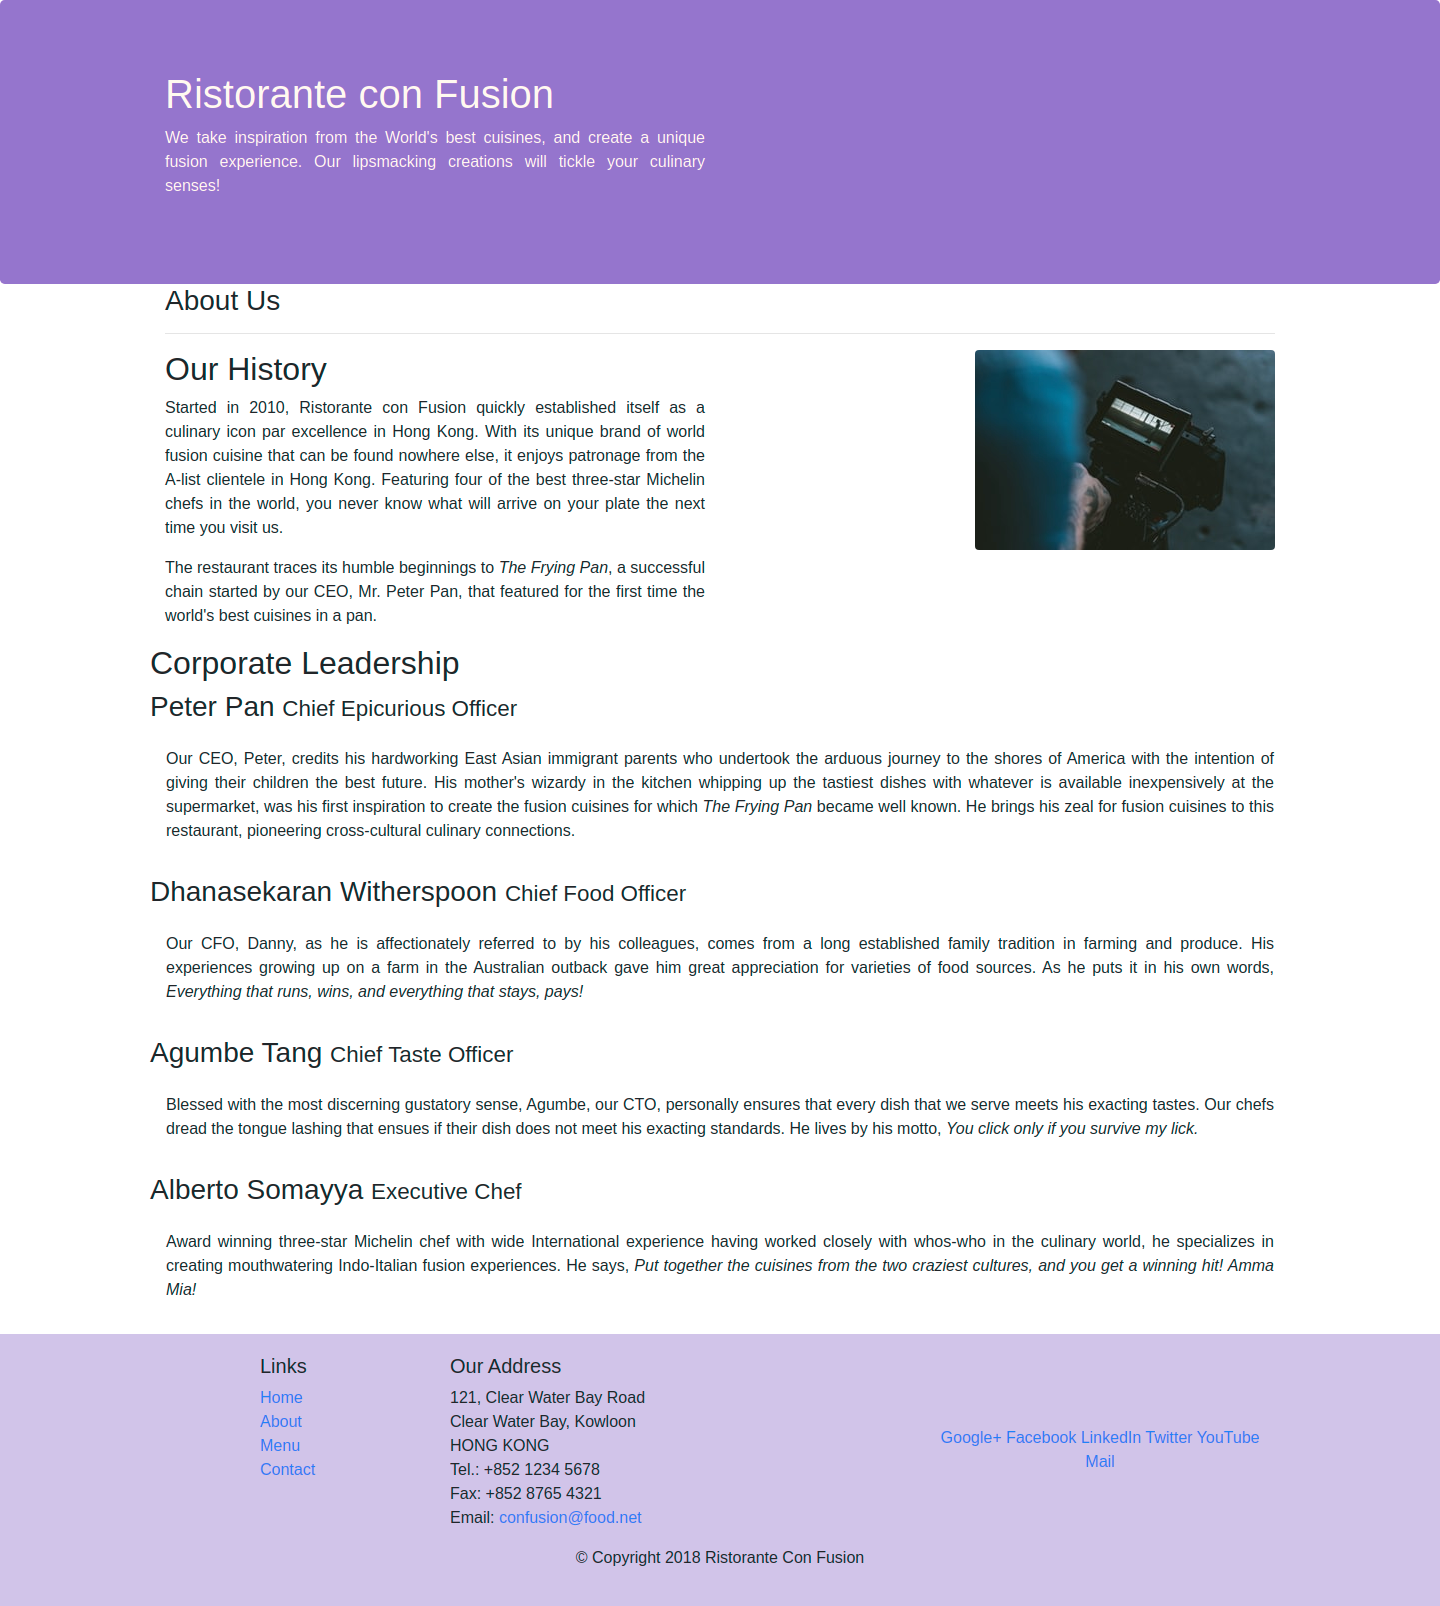 Ristorante con Fusion
We take inspiration from the World's best cuisines, and create a unique
fusion experience. Our lipsmacking creations will tickle your culinary
senses!
About Us
Our History
Started in 2010, Ristorante con Fusion quickly established itself as a
culinary icon par excellence in Hong Kong. With its unique brand of world
fusion cuisine that can be found nowhere else, it enjoys patronage from the
A-list clientele in Hong Kong. Featuring four of the best three-star Michelin
chefs in the world, you never know what will arrive on your plate the next
time you visit us.
The restaurant traces its humble beginnings to The Frying Pan, a successful
chain started by our CEO, Mr. Peter Pan, that featured for the first time the
world's best cuisines in a pan.
Corporate Leadership
Peter Pan Chief Epicurious Officer
Our CEO, Peter, credits his hardworking East Asian immigrant parents who undertook the arduous journey to the shores of America with the intention of
giving their children the best future. His mother's wizardy in the kitchen whipping up the tastiest dishes with whatever is available inexpensively at the
supermarket, was his first inspiration to create the fusion cuisines for which The Frying Pan became well known. He brings his zeal for fusion cuisines to this
restaurant, pioneering cross-cultural culinary connections.
Dhanasekaran Witherspoon Chief Food Officer
Our CFO, Danny, as he is affectionately referred to by his colleagues, comes from a long established family tradition in farming and produce. His
experiences growing up on a farm in the Australian outback gave him great appreciation for varieties of food sources. As he puts it in his own words,
Everything that runs, wins, and everything that stays, pays!
Agumbe Tang Chief Taste Officer
Blessed with the most discerning gustatory sense, Agumbe, our CTO, personally ensures that every dish that we serve meets his exacting tastes. Our chefs
dread the tongue lashing that ensues if their dish does not meet his exacting standards. He lives by his motto, You click only if you survive my lick.
Alberto Somayya Executive Chef
Award winning three-star Michelin chef with wide International experience having worked closely with whos-who in the culinary world, he specializes in
creating mouthwatering Indo-Italian fusion experiences. He says, Put together the cuisines from the two craziest cultures, and you get a winning hit! Amma
Mia!
Links
Home
About
Menu
Contact
Our Address
121, Clear Water Bay Road
Clear Water Bay, Kowloon
HONG KONG
Tel.: +852 1234 5678
Fax: +852 8765 4321
Email: confusion@food.net
Google+ Facebook LinkedIn Twitter YouTube
Mail
© Copyright 2018 Ristorante Con Fusion